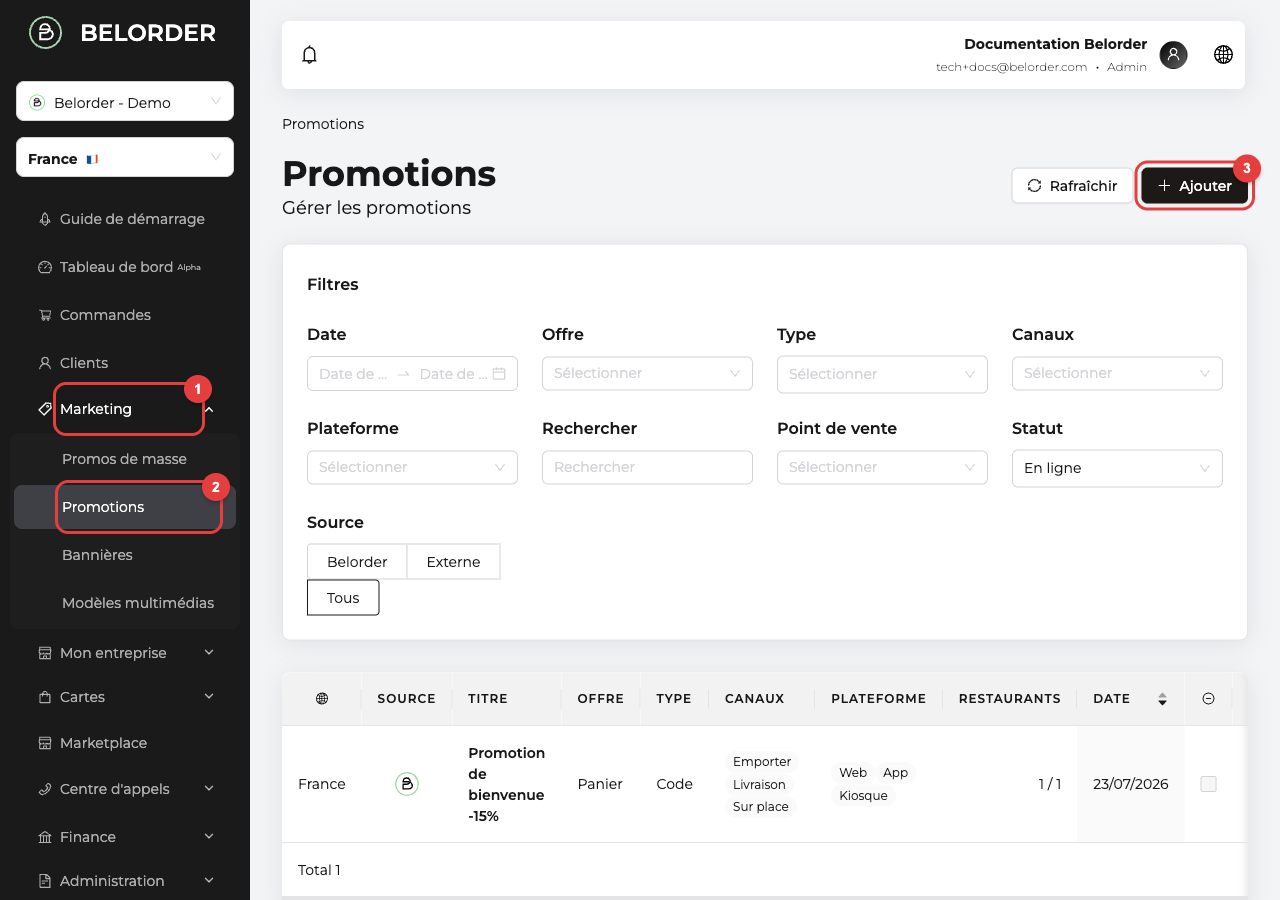 BELORDER
Belorder - Demo
France
Guide de démarrage
Tableau de bord Alpha
Commandes
Clients
1
Marketing
Promos de masse
2
Promotions
Bannières
Modèles multimédias
Mon entreprise
Cartes
Marketplace
Centre d'appels
Finance
Administration
Documentation Belorder
tech+docs@belorder.com • Admin
Promotions
Promotions
Gérer les promotions
Rafraîchir
Ajouter
3
Filtres
Date Offre Type Canaux
Date de ... Date de ... Sélectionner Sélectionner Sélectionner
Plateforme Rechercher Point de vente Statut
Sélectionner Rechercher Sélectionner En ligne
Source
Belorder Externe
Tous
SOURCE TITRE OFFRE TYPE CANAUX PLATEFORME RESTAURANTS DATE
France Promotion de bienvenue -15% Panier Code Emporter Livraison Sur place Web App Kiosque 1 / 1 23/07/2026
Total 1